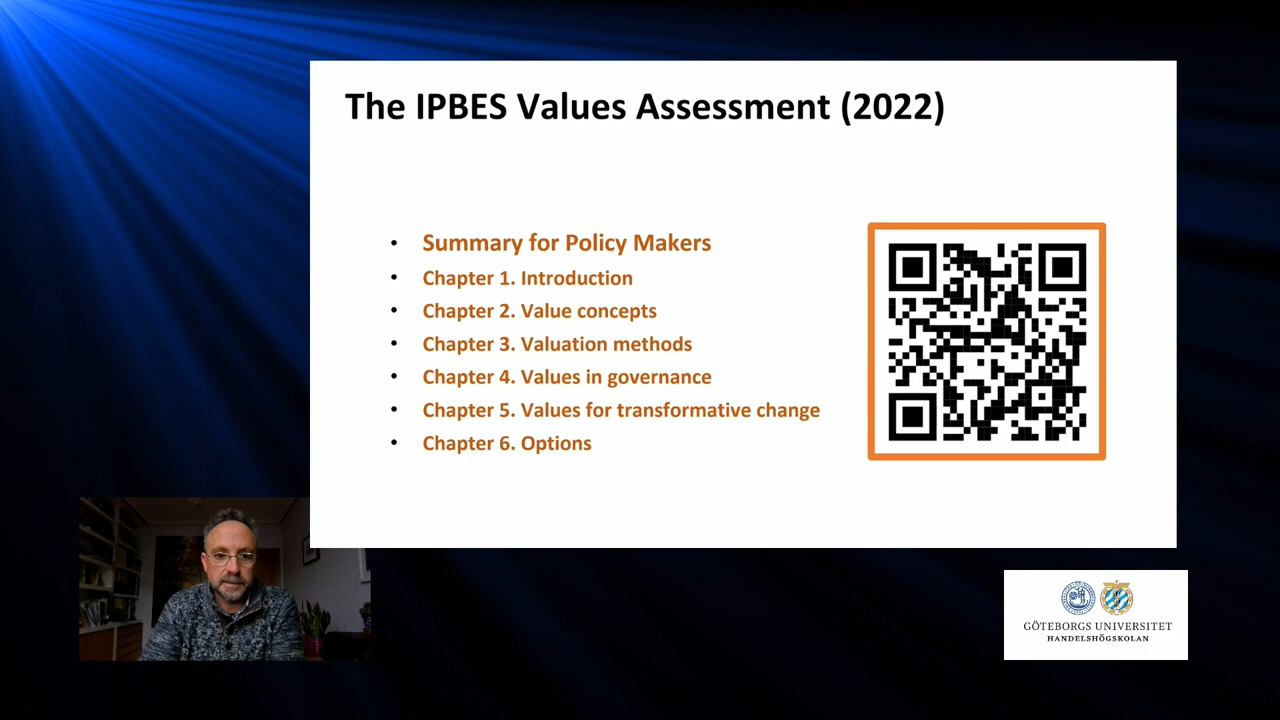 The IPBES Values Assessment (2022)
• Summary for Policy Makers
• Chapter 1. Introduction
• Chapter 2. Value concepts
• Chapter 3. Valuation methods
• Chapter 4. Values in governance
• Chapter 5. Values for transformative change
• Chapter 6. Options
GÖTEBORGS UNIVERSITET
HANDELSHÖGSKOLAN